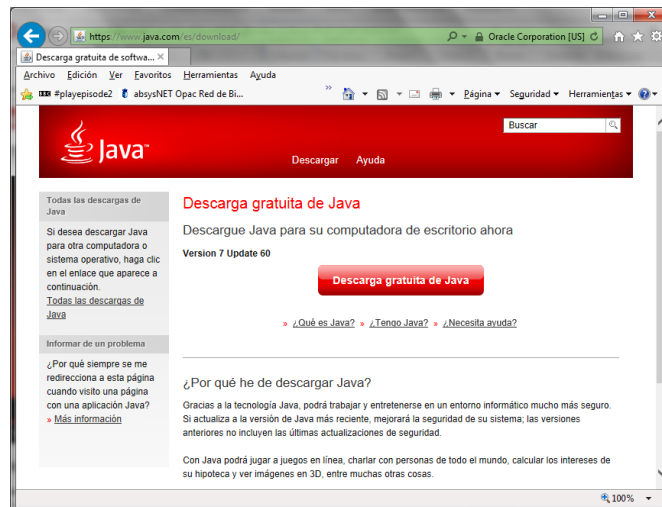 https://www.java.com/es/download/
Oracle Corporation [US]
Descarga gratuita de softwa...
Archivo Edición Ver Favoritos Herramientas Ayuda
#playepisode2 absysNET Opac Red de Bi... » Página Seguridad Herramientas
Buscar
Java™
Descargar Ayuda
Todas las descargas de
Java
Si desea descargar Java
para otra computadora o
sistema operativo, haga clic
en el enlace que aparece a
continuación.
Todas las descargas de
Java
Informar de un problema
¿Por qué siempre se me
redirecciona a esta página
cuando visito una página
con una aplicación Java?
» Más información
Descarga gratuita de Java
Descargue Java para su computadora de escritorio ahora
Version 7 Update 60
Descarga gratuita de Java
» ¿Qué es Java? » ¿Tengo Java? » ¿Necesita ayuda?
¿Por qué he de descargar Java?
Gracias a la tecnología Java, podrá trabajar y entretenerse en un entorno informático mucho más seguro.
Si actualiza a la versión de Java más reciente, mejorará la seguridad de su sistema; las versiones
anteriores no incluyen las últimas actualizaciones de seguridad.
Con Java podrá jugar a juegos en línea, charlar con personas de todo el mundo, calcular los intereses de
su hipoteca y ver imágenes en 3D, entre muchas otras cosas.
100%